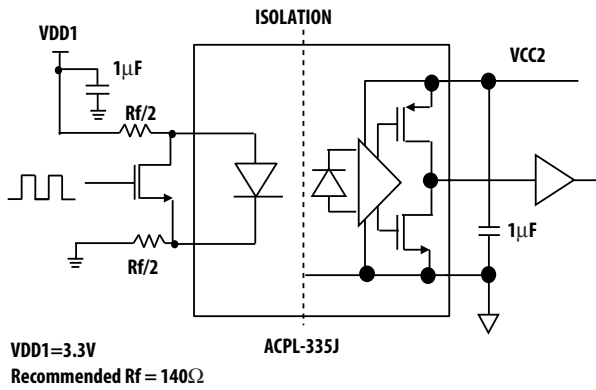 ISOLATION
VDD1
1μF
VCC2
Rf/2
Rf/2
1μF
ACPL-335J
VDD1=3.3V
Recommended Rf = 140Ω